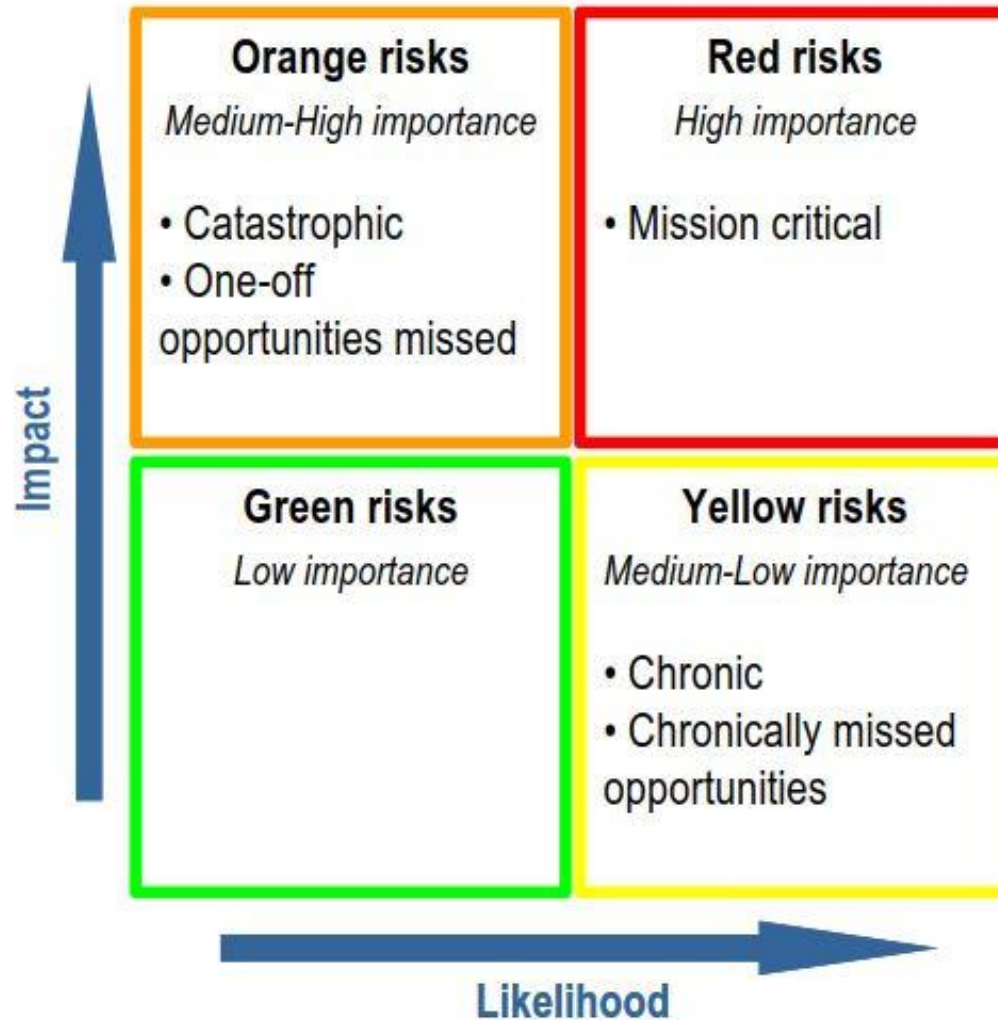 Orange risks
Medium-High importance
• Catastrophic
• One-off
opportunities missed
Red risks
High importance
• Mission critical
Impact
Green risks
Low importance
Yellow risks
Medium-Low importance
• Chronic
• Chronically missed
opportunities
Likelihood